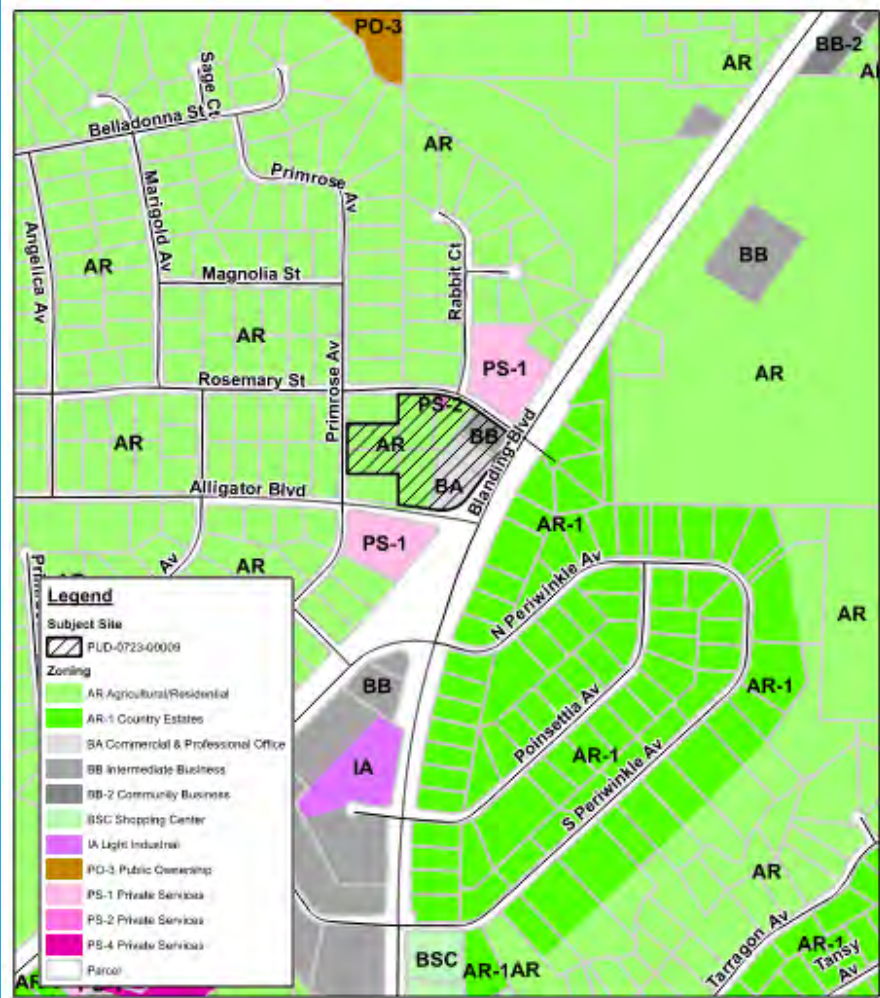 PO-3
BB-2
AR
Sage Ct
Belladonna St
AR
Primrose Av
Marigold Av
Angelica Av
AR
BB
Magnolia St
Rabbit Ct
AR
Primrose Av
PS-1
AR
Rosemary St
PS-2
BB
AR
AR
Blanding Blvd
Alligator Blvd
BA
AR-1
PS-1
AR
Av
N Periwinkle Av
AR
BB
AR-1
Poinsettia Av
AR-1
IA
S Periwinkle Av
AR
BSC
AR-1
AR
Tarragon Av
AR-1
Tansy Av
Legend
Subject Site
PUD-0723-00009
Zoning
AR Agricultural/Residential
AR-1 Country Estates
BA Commercial & Professional Office
BB Intermediate Business
BB-2 Community Business
BSC Shopping Center
IA Light Industrial
PO-3 Public Ownership
PS-1 Private Services
PS-2 Private Services
PS-4 Private Services
Parcel